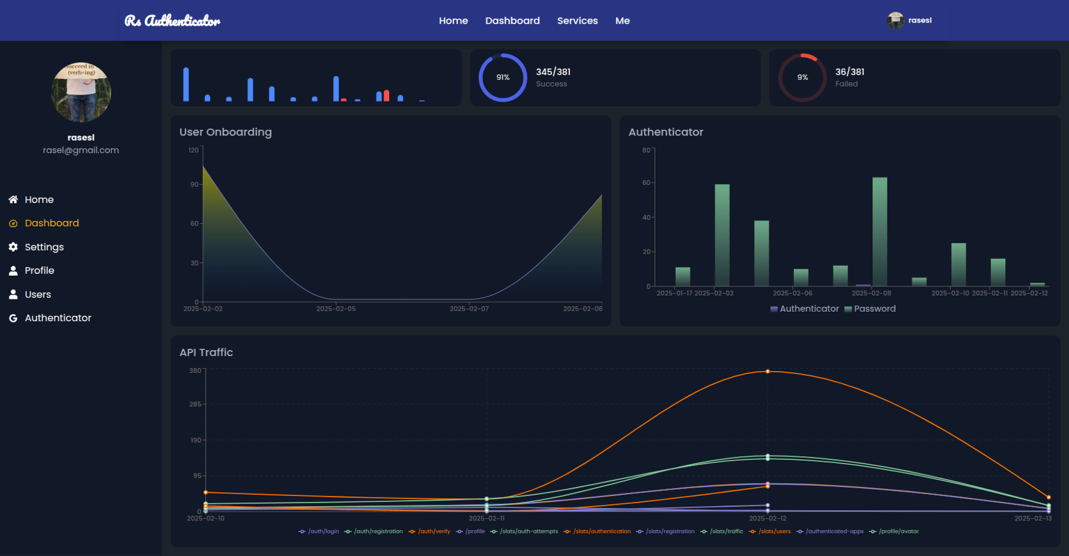 Rs Authenticator
Home Dashboard Services Me
rasesl
succeed in
(verb+ing)
rasesl
rasel@gmail.com
Home
Dashboard
Settings
Profile
Users
Authenticator
91%
345/381
Success
9%
36/381
Failed
User Onboarding
120
90
60
30
0
2025-02-03 2025-02-05 2025-02-07 2025-02-08
Authenticator
80
60
40
20
0
2025-01-17 2025-02-02 2025-02-06 2025-02-08 2025-02-10 2025-02-11 2025-02-12
Authenticator Password
API Traffic
380
285
190
95
0
2025-02-10 2025-02-11 2025-02-12 2025-02-13
/auth/login /auth/registration /auth/verify /profile /stats/auth-attempts /stats/authentication /stats/registration /stats/traffic /stats/users /authenticated-apps /profile/avatar